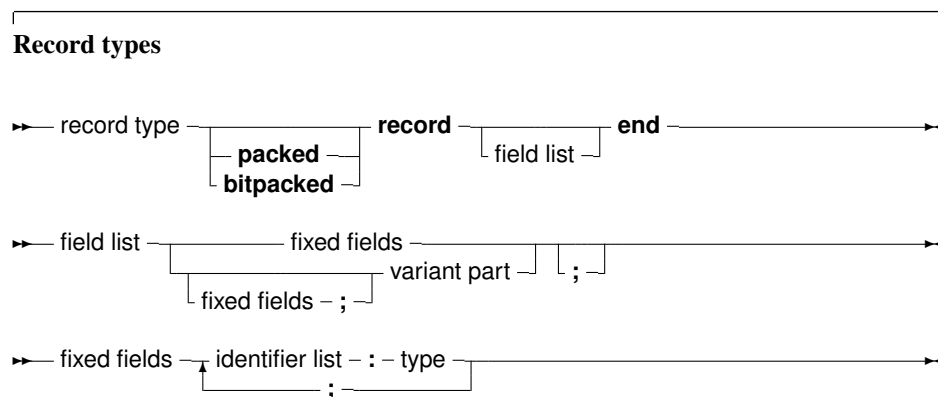 Record types
record type packed bitpacked record field list end
field list fixed fields variant part ;
fixed fields ;
fixed fields identifier list : type
;